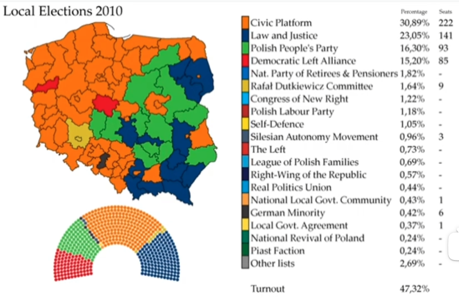 Local Elections 2010
Percentage Seats
Civic Platform 30,89% 222
Law and Justice 23,05% 141
Polish People's Party 16,30% 93
Democratic Left Alliance 15,20% 85
Nat. Party of Retirees & Pensioners 1,82% -
Rafał Dutkiewicz Committee 1,64% 9
Congress of New Right 1,22% -
Polish Labour Party 1,18% -
Self-Defence 1,05% -
Silesian Autonomy Movement 0,96% 3
The Left 0,73% -
League of Polish Families 0,69% -
Right-Wing of the Republic 0,57% -
Real Politics Union 0,44% -
National Local Govt. Community 0,43% 1
German Minority 0,42% 6
Local Govt. Agreement 0,37% 1
National Revival of Poland 0,24% -
Piast Faction 0,24% -
Other lists 2,69% -
Turnout 47,32%